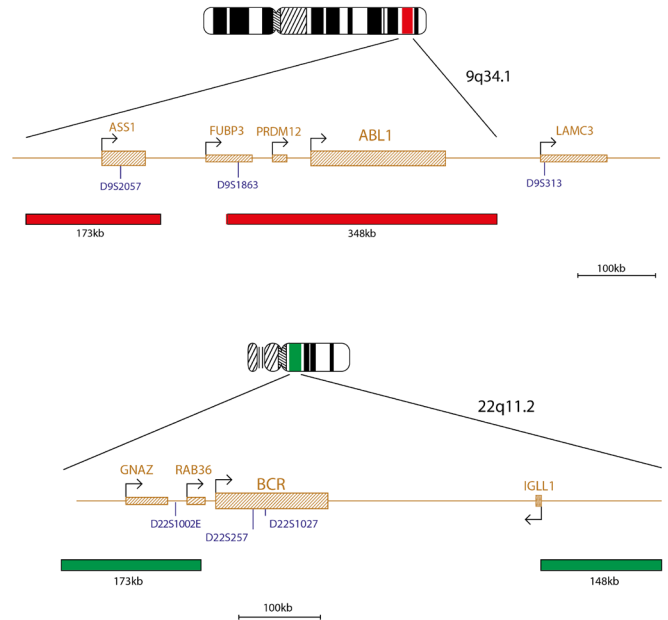 9q34.1
ASS1
FUBP3
PRDM12
ABL1
LAMC3
D9S2057
D9S1863
D9S313
173kb
348kb
100kb
22q11.2
GNAZ
RAB36
BCR
IGLL1
D22S1002E
D22S257
D22S1027
173kb
148kb
100kb